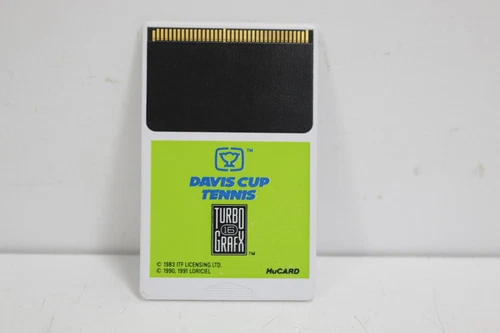 TM
DAVIS CUP
TENNIS
TURBO
16
GRAFX
TM
© 1983 ITF LICENSING LTD.
© 1990, 1991 LORICIEL
HuCARD